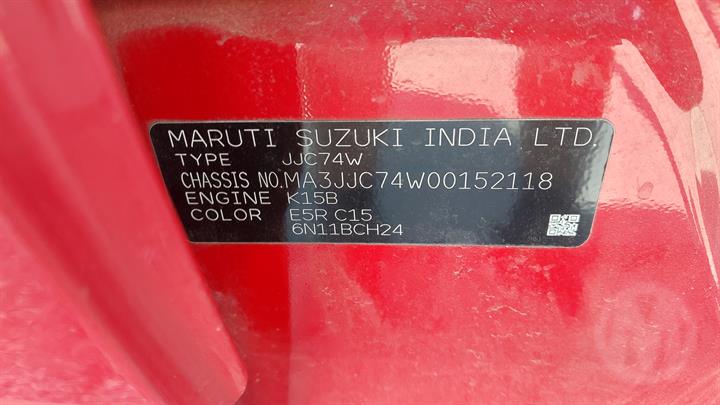 MARUTI SUZUKI INDIA LTD.
TYPE JJC74W
CHASSIS NO. MA3JJC74W00152118
ENGINE K15B
COLOR E5R C15
6N11BCH24